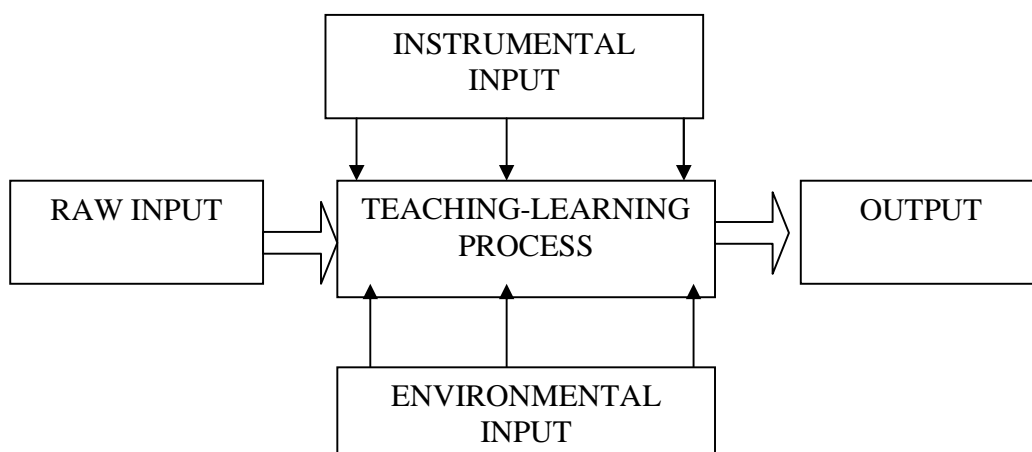 INSTRUMENTAL
INPUT
RAW INPUT
TEACHING-LEARNING
PROCESS
OUTPUT
ENVIRONMENTAL
INPUT